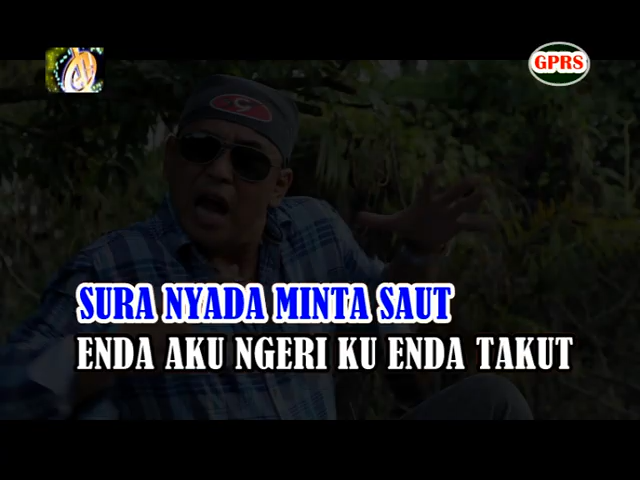 GPRS
SURA NYADA MINTA SAUT
ENDA AKU NGERI KU ENDA TAKUT